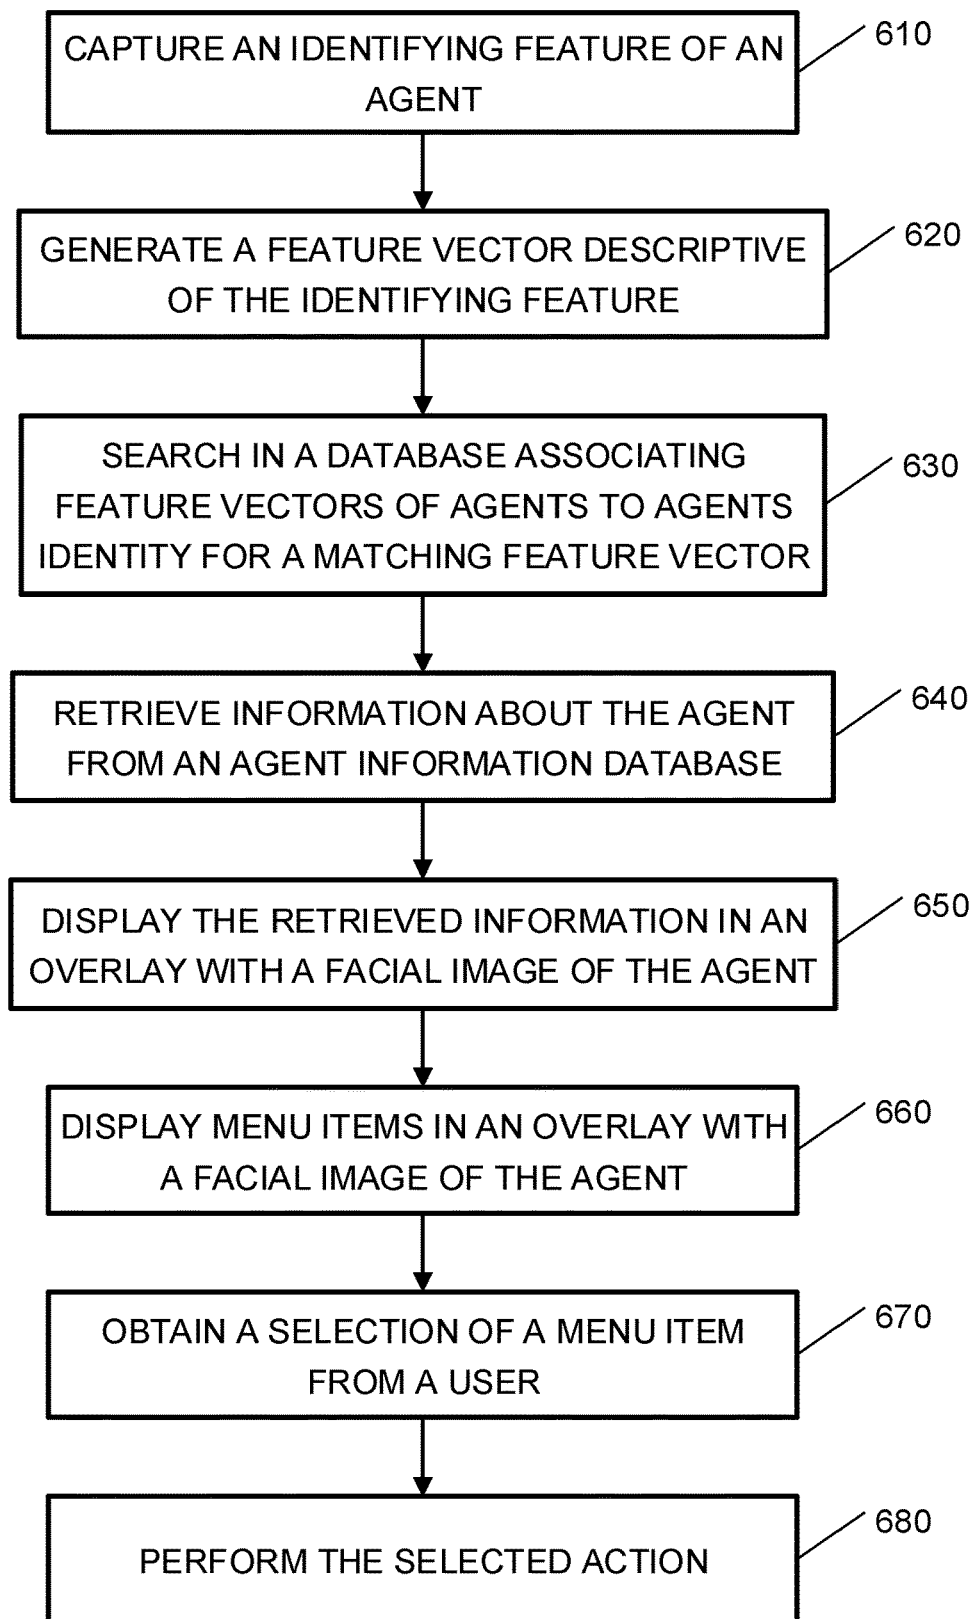 CAPTURE AN IDENTIFYING FEATURE OF AN
AGENT
610
GENERATE A FEATURE VECTOR DESCRIPTIVE
OF THE IDENTIFYING FEATURE
620
SEARCH IN A DATABASE ASSOCIATING
FEATURE VECTORS OF AGENTS TO AGENTS
IDENTITY FOR A MATCHING FEATURE VECTOR
630
RETRIEVE INFORMATION ABOUT THE AGENT
FROM AN AGENT INFORMATION DATABASE
640
DISPLAY THE RETRIEVED INFORMATION IN AN
OVERLAY WITH A FACIAL IMAGE OF THE AGENT
650
DISPLAY MENU ITEMS IN AN OVERLAY WITH
A FACIAL IMAGE OF THE AGENT
660
OBTAIN A SELECTION OF A MENU ITEM
FROM A USER
670
PERFORM THE SELECTED ACTION
680